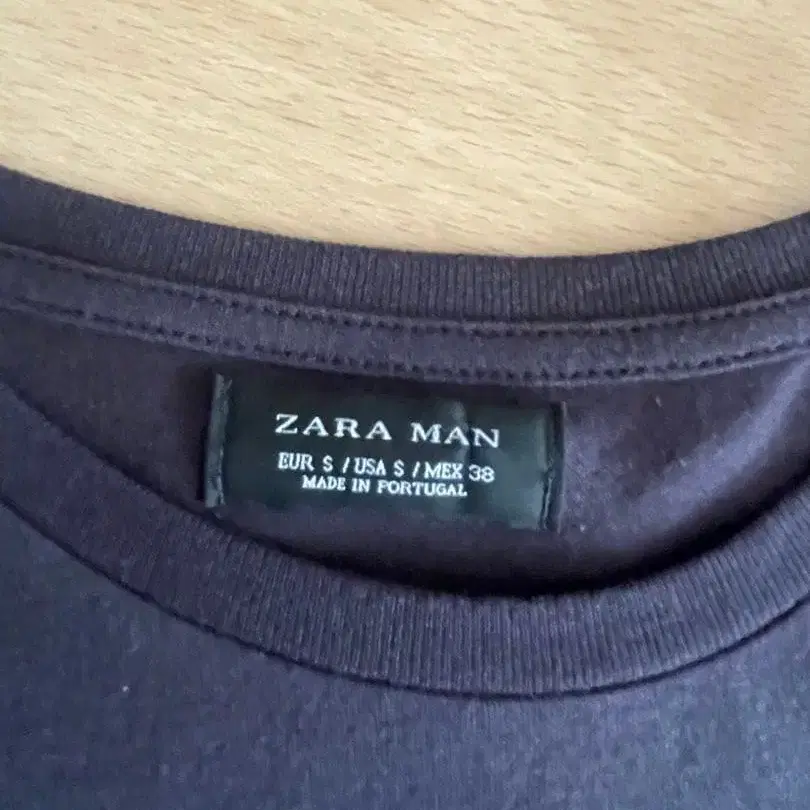 ZARA MAN
EUR S / USA S / MEX 38
MADE IN PORTUGAL